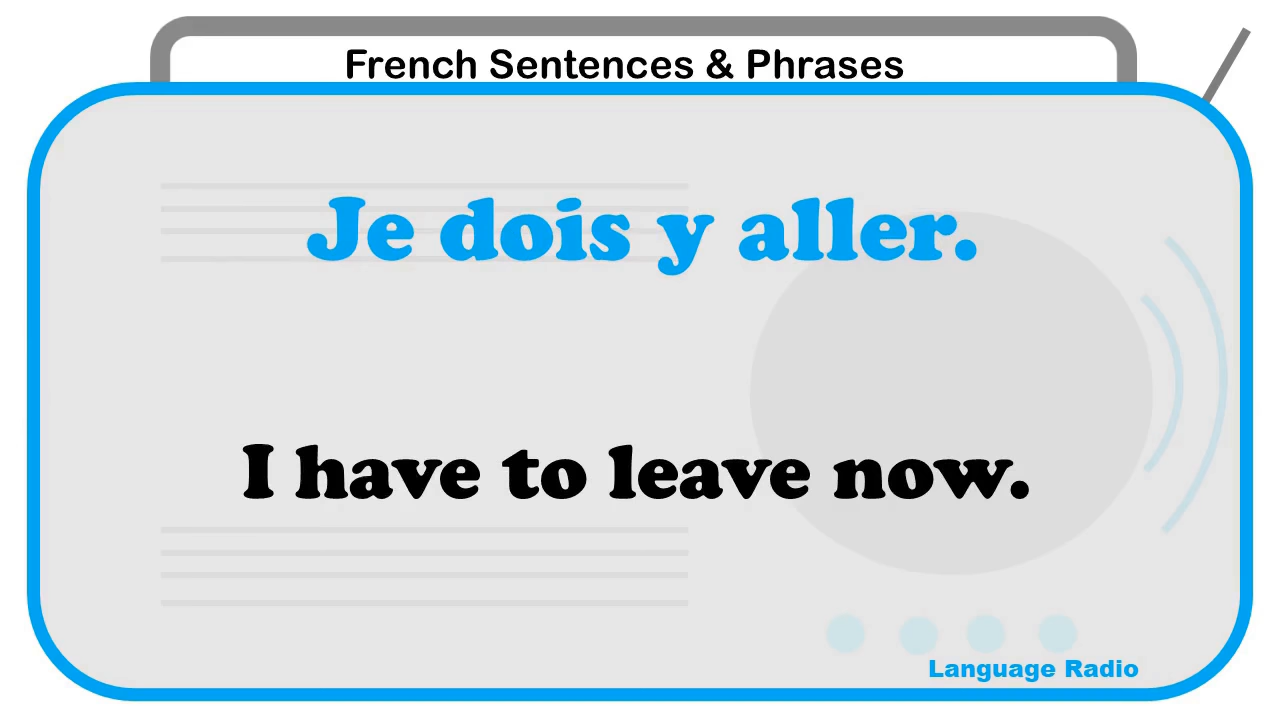 French Sentences & Phrases
Je dois y aller.
I have to leave now.
Language Radio